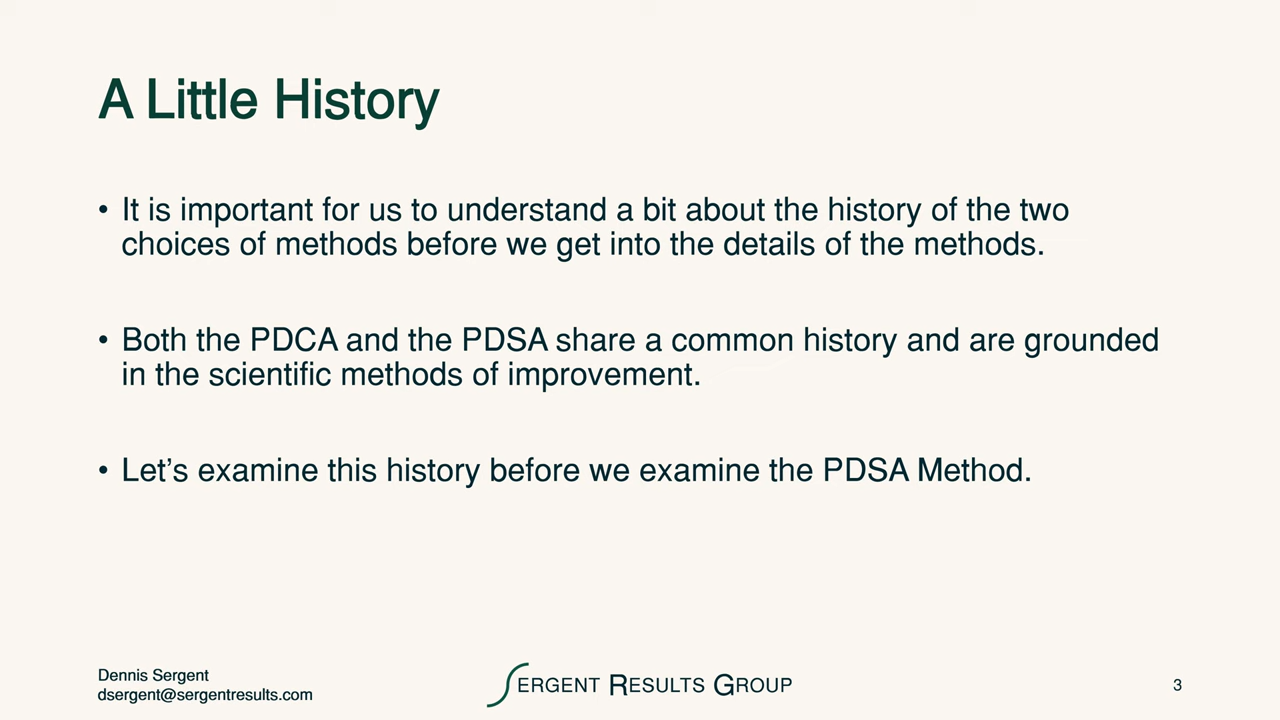 A Little History
• It is important for us to understand a bit about the history of the two
choices of methods before we get into the details of the methods.
• Both the PDCA and the PDSA share a common history and are grounded
in the scientific methods of improvement.
• Let’s examine this history before we examine the PDSA Method.
Dennis Sergent
dsergent@sergentresults.com
SERGENT RESULTS GROUP
3